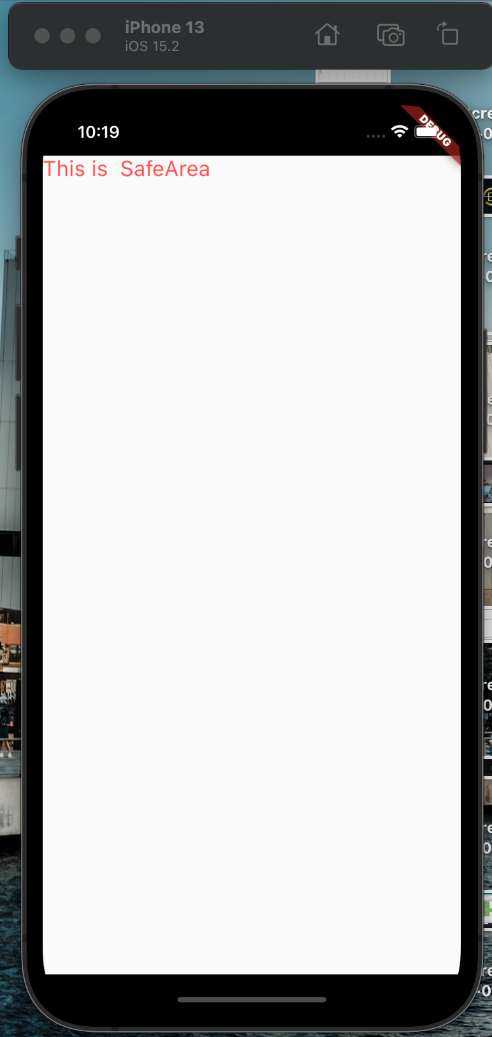 iPhone 13
iOS 15.2
10:19
DEBUG
This is  SafeArea